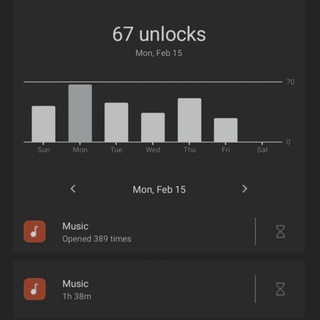 67 unlocks
Mon, Feb 15
70
0
Sun Mon Tue Wed Thu Fri Sat
Mon, Feb 15
Music
Opened 389 times
Music
1h 38m